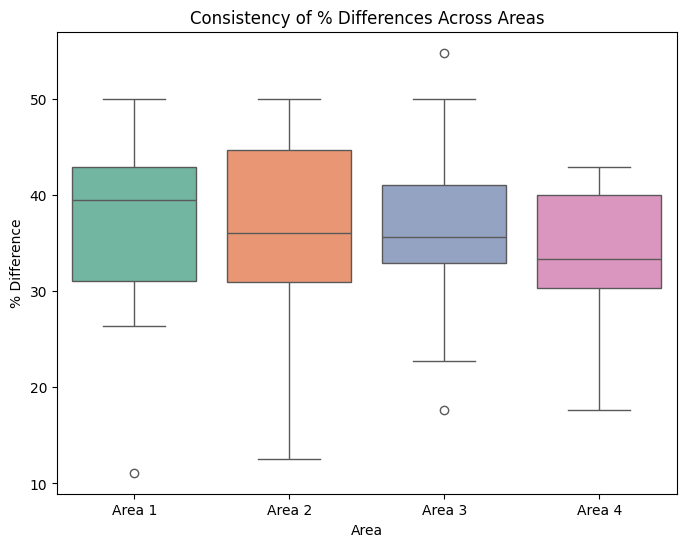 Consistency of % Differences Across Areas
% Difference
50
40
30
20
10
Area 1 Area 2 Area 3 Area 4
Area